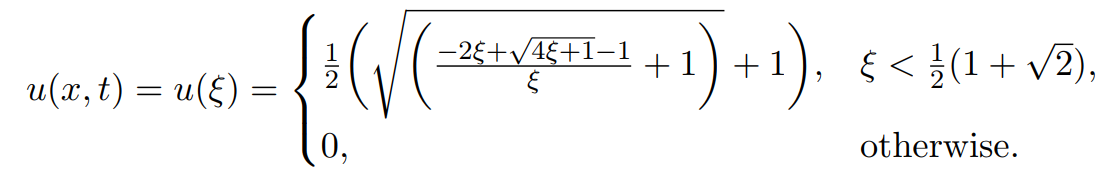 u(x, t) = u(ξ) = { ½(√((−2ξ+√(4ξ+1)−1)/ξ + 1) + 1), ξ < ½(1 + √2),
0, otherwise.